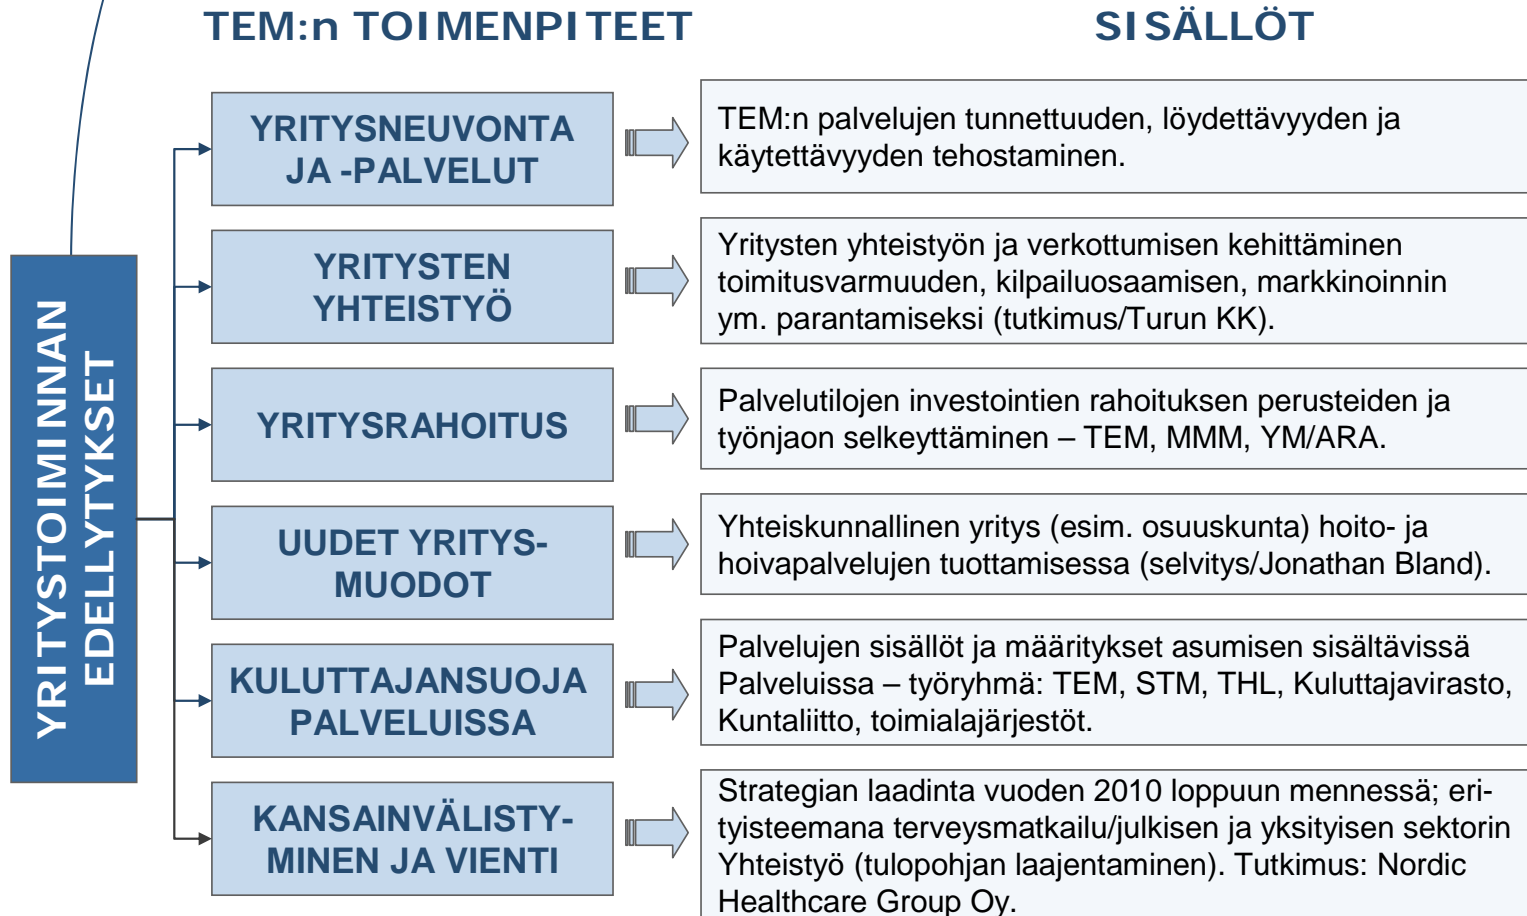 TEM:n TOIMENPITEET
SISÄLLÖT
YRITYSTOIMINNAN
EDELLYTYKSET
YRITYSNEUVONTA
JA -PALVELUT
TEM:n palvelujen tunnettuuden, löydettävyyden ja
käytettävyyden tehostaminen.
YRITYSTEN
YHTEISTYÖ
Yritysten yhteistyön ja verkottumisen kehittäminen
toimitusvarmuuden, kilpailuosaamisen, markkinoinnin
ym. parantamiseksi (tutkimus/Turun KK).
YRITYSRAHOITUS
Palvelutilojen investointien rahoituksen perusteiden ja
työnjaon selkeyttäminen – TEM, MMM, YM/ARA.
UUDET YRITYS-
MUODOT
Yhteiskunnallinen yritys (esim. osuuskunta) hoito- ja
hoivapalvelujen tuottamisessa (selvitys/Jonathan Bland).
KULUTTAJANSUOJA
PALVELUISSA
Palvelujen sisällöt ja määritykset asumisen sisältävissä
Palveluissa – työryhmä: TEM, STM, THL, Kuluttajavirasto,
Kuntaliitto, toimialajärjestöt.
KANSAINVÄLISTY-
MINEN JA VIENTI
Strategian laadinta vuoden 2010 loppuun mennessä; eri-
tyisteemana terveysmatkailu/julkisen ja yksityisen sektorin
Yhteistyö (tulopohjan laajentaminen). Tutkimus: Nordic
Healthcare Group Oy.